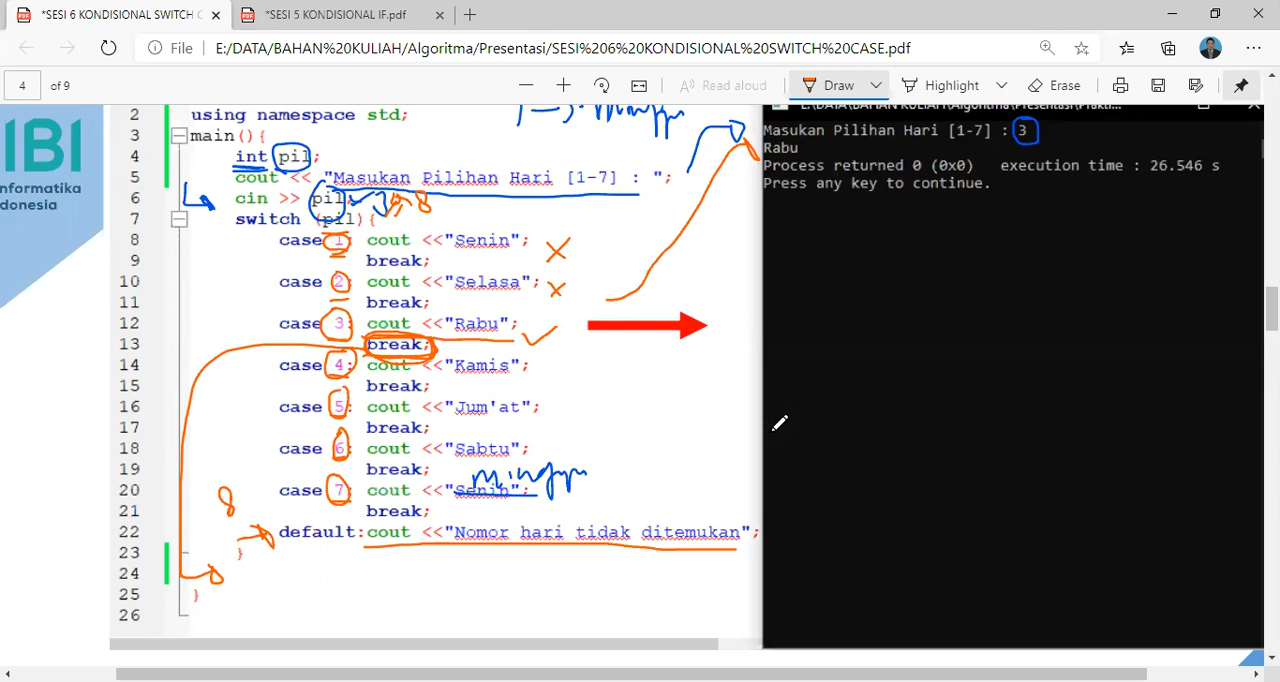 *SESI 6 KONDISIONAL SWITCH C
*SESI 5 KONDISIONAL IF.pdf
File E:/DATA/BAHAN%20KULIAH/Algoritma/Presentasi/SESI%206%20KONDISIONAL%20SWITCH%20CASE.pdf
4 of 9 Read aloud Draw Highlight Erase
IBI
nformatika
ndonesia
2 using namespace std;
3 main(){
4 int pil;
5 cout << "Masukan Pilihan Hari [1-7] : ";
6 cin >> pil; 3 8
7 switch (pil){
8 case 1: cout <<"Senin";
9 break;
10 case 2: cout <<"Selasa";
11 break;
12 case 3: cout <<"Rabu";
13 break;
14 case 4: cout <<"Kamis";
15 break;
16 case 5: cout <<"Jum'at";
17 break;
18 case 6: cout <<"Sabtu";
19 break;
minggu
20 case 7: cout <<"Senin";
8
21 break;
22 default:cout <<"Nomor hari tidak ditemukan";
23 }
24
25 }
26
Masukan Pilihan Hari [1-7] : 3
Rabu
Process returned 0 (0x0) execution time : 26.546 s
Press any key to continue.